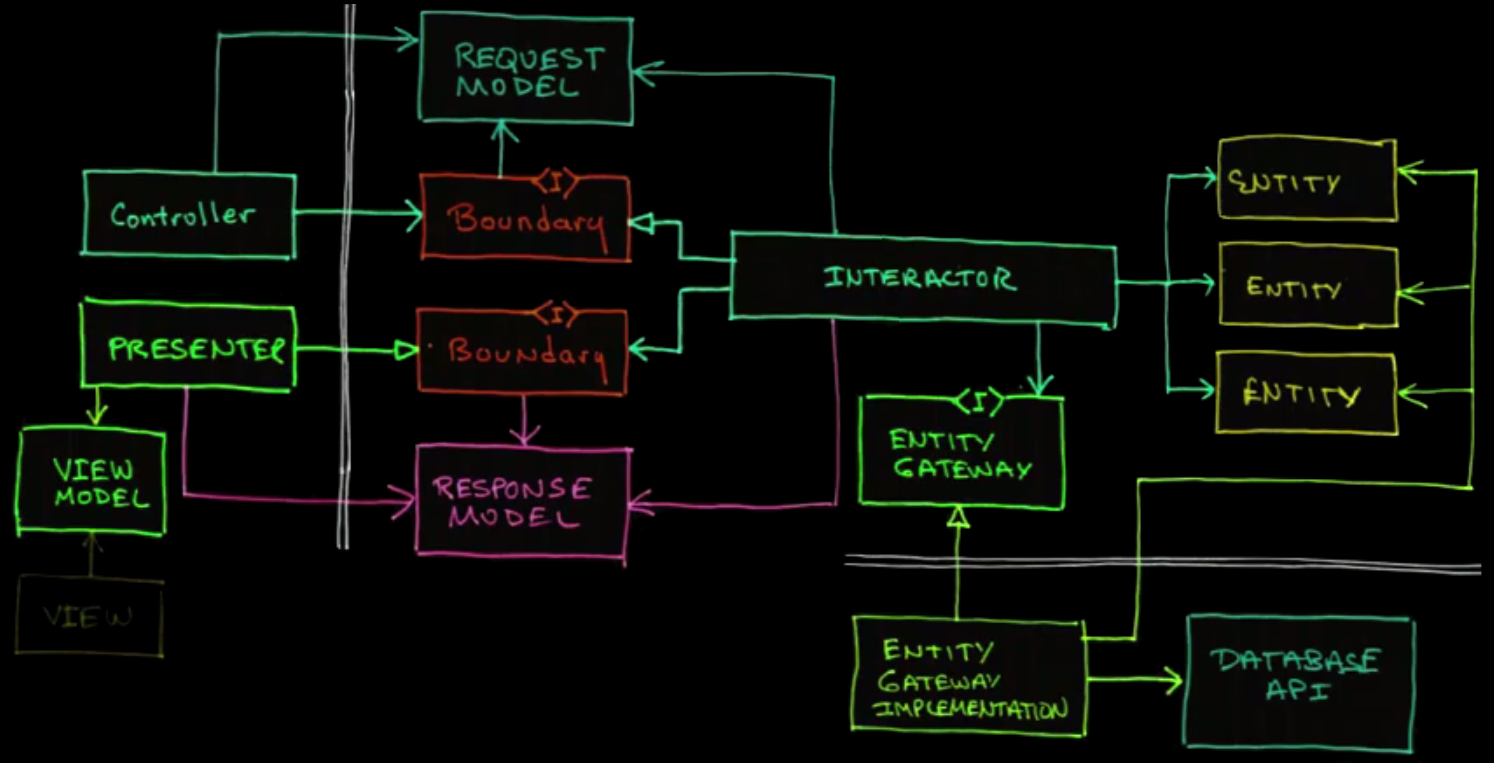 REQUEST
MODEL
Controller
<I>
Boundary
ENTITY
INTERACTOR
ENTITY
PRESENTER
<I>
Boundary
ENTITY
<I>
ENTITY
GATEWAY
VIEW
MODEL
RESPONSE
MODEL
VIEW
ENTITY
GATEWAY
IMPLEMENTATION
DATABASE
API